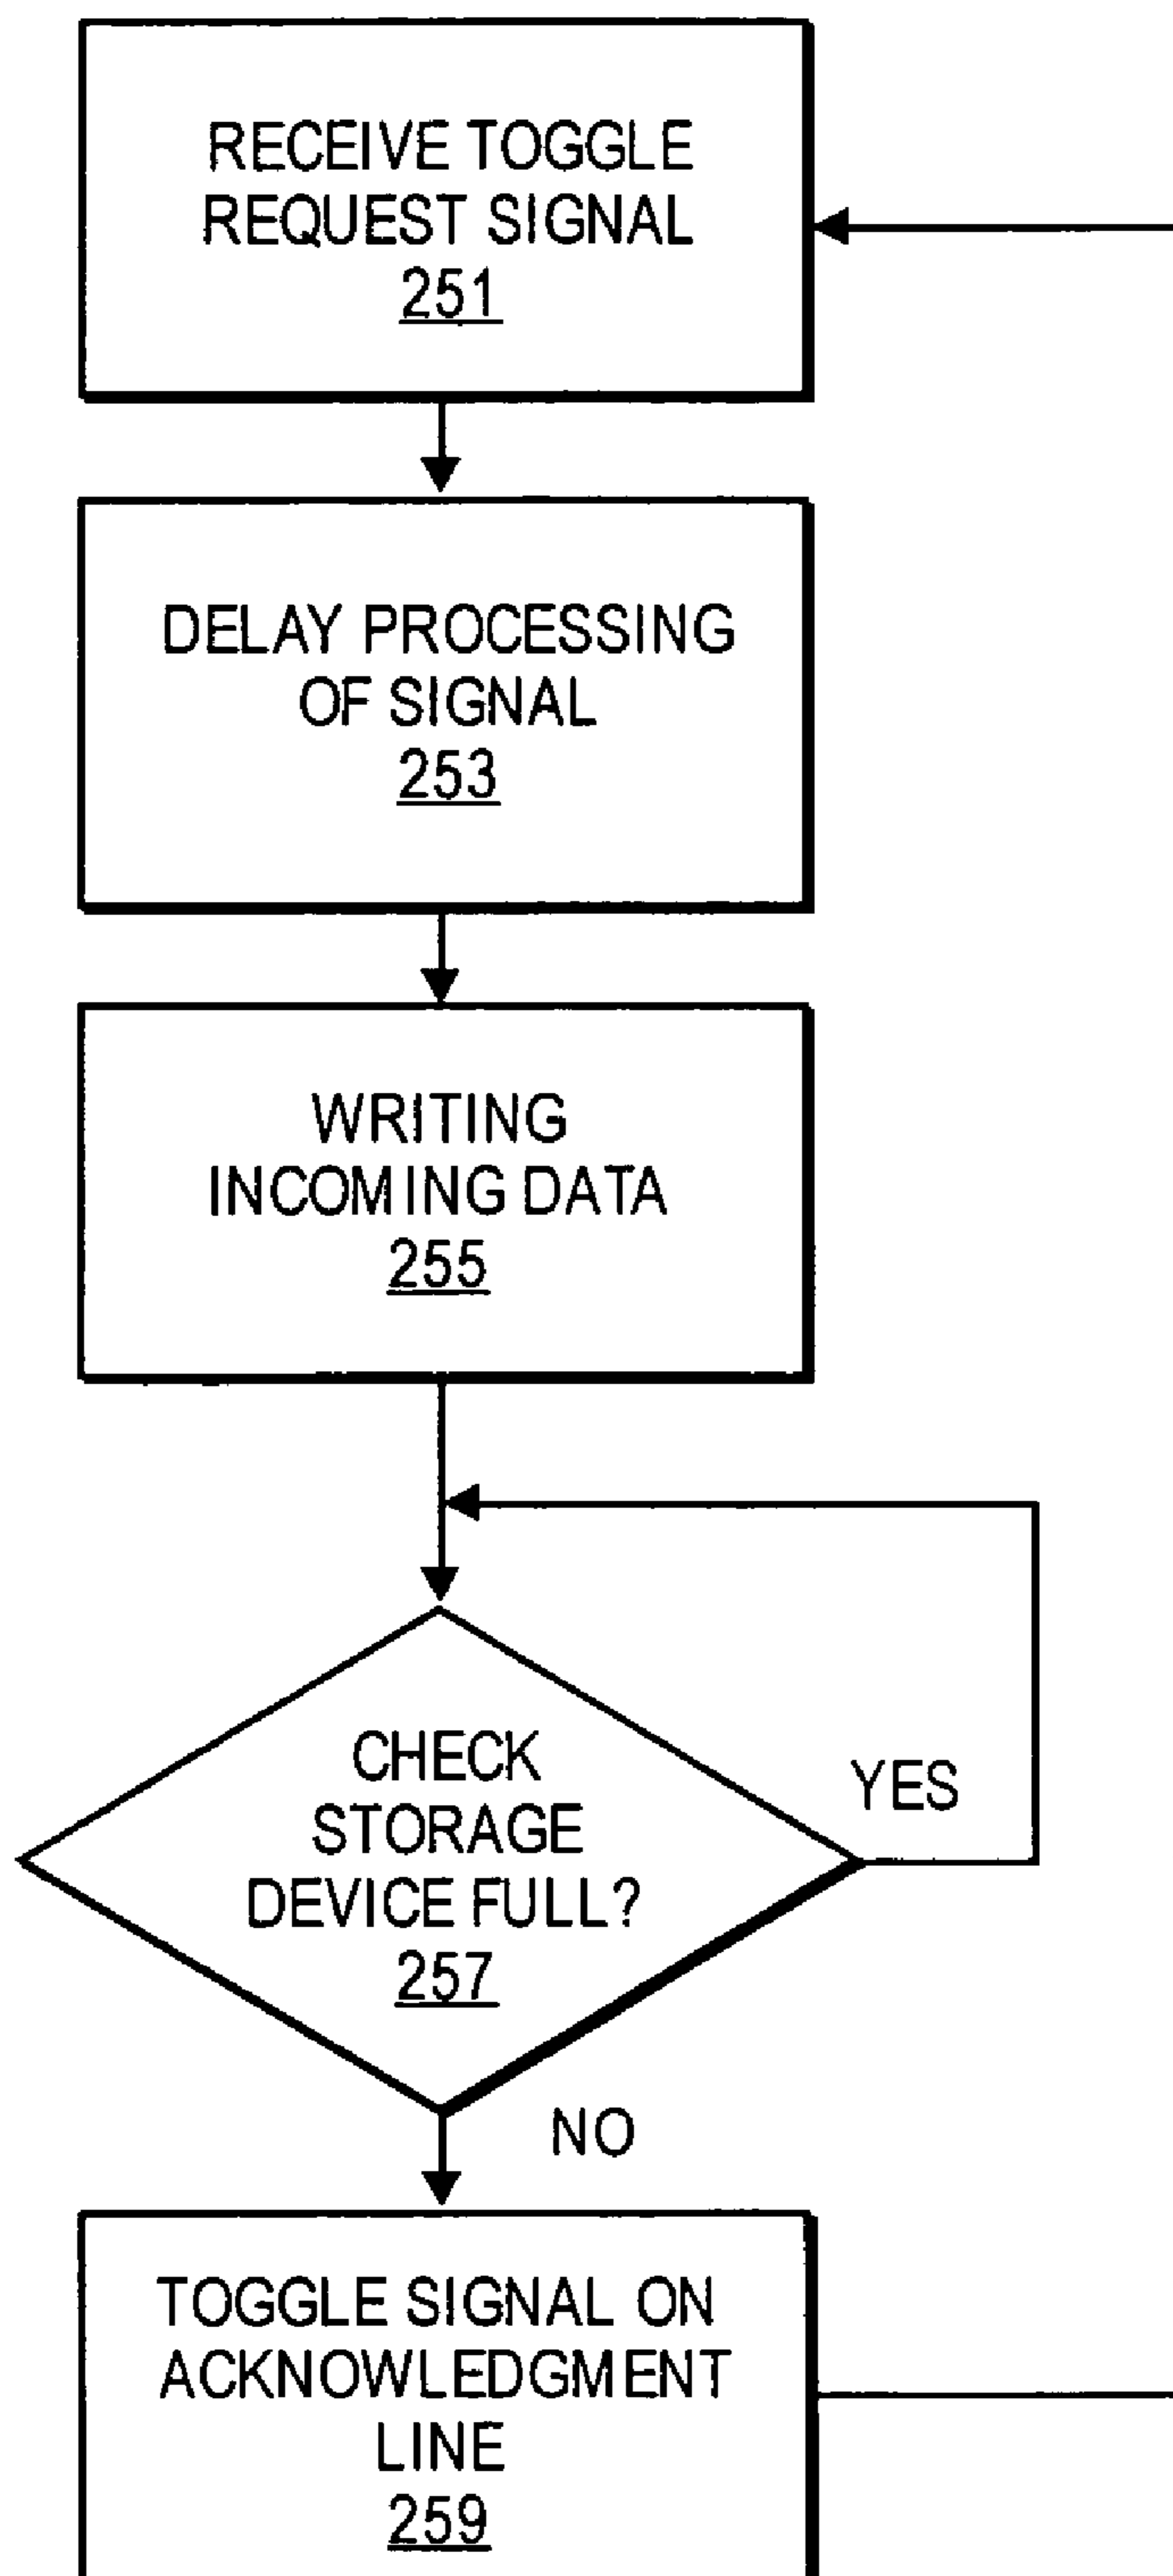 RECEIVE TOGGLE
REQUEST SIGNAL
251
DELAY PROCESSING
OF SIGNAL
253
WRITING
INCOMING DATA
255
CHECK
STORAGE
DEVICE FULL?
257
YES
NO
TOGGLE SIGNAL ON
ACKNOWLEDGMENT
LINE
259